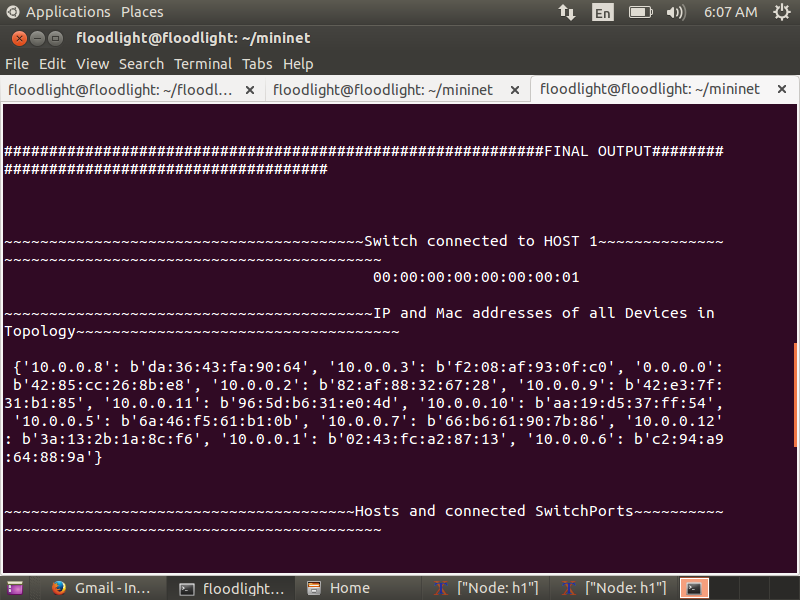 Applications Places En 6:07 AM
floodlight@floodlight: ~/mininet
File Edit View Search Terminal Tabs Help
floodlight@floodlight: ~/floodl... × floodlight@floodlight: ~/mininet × floodlight@floodlight: ~/mininet ×
############################################################FINAL OUTPUT########
####################################
~~~~~~~~~~~~~~~~~~~~~~~~~~~~~~~~~~~~~~~~Switch connected to HOST 1~~~~~~~~~~~~~~
~~~~~~~~~~~~~~~~~~~~~~~~~~~~~~~~~~~~~~~~~~
00:00:00:00:00:00:00:01
~~~~~~~~~~~~~~~~~~~~~~~~~~~~~~~~~~~~~~~~~IP and Mac addresses of all Devices in
Topology~~~~~~~~~~~~~~~~~~~~~~~~~~~~~~~~~~~~
{'10.0.0.8': b'da:36:43:fa:90:64', '10.0.0.3': b'f2:08:af:93:0f:c0', '0.0.0.0':
b'42:85:cc:26:8b:e8', '10.0.0.2': b'82:af:88:32:67:28', '10.0.0.9': b'42:e3:7f:
31:b1:85', '10.0.0.11': b'96:5d:b6:31:e0:4d', '10.0.0.10': b'aa:19:d5:37:ff:54',
'10.0.0.5': b'6a:46:f5:61:b1:0b', '10.0.0.7': b'66:b6:61:90:7b:86', '10.0.0.12'
: b'3a:13:2b:1a:8c:f6', '10.0.0.1': b'02:43:fc:a2:87:13', '10.0.0.6': b'c2:94:a9
:64:88:9a'}
~~~~~~~~~~~~~~~~~~~~~~~~~~~~~~~~~~~~~~~Hosts and connected SwitchPorts~~~~~~~~~~
~~~~~~~~~~~~~~~~~~~~~~~~~~~~~~~~~~~~~~~~~~
Gmail - In... floodlight... Home ["Node: h1"] ["Node: h1"]